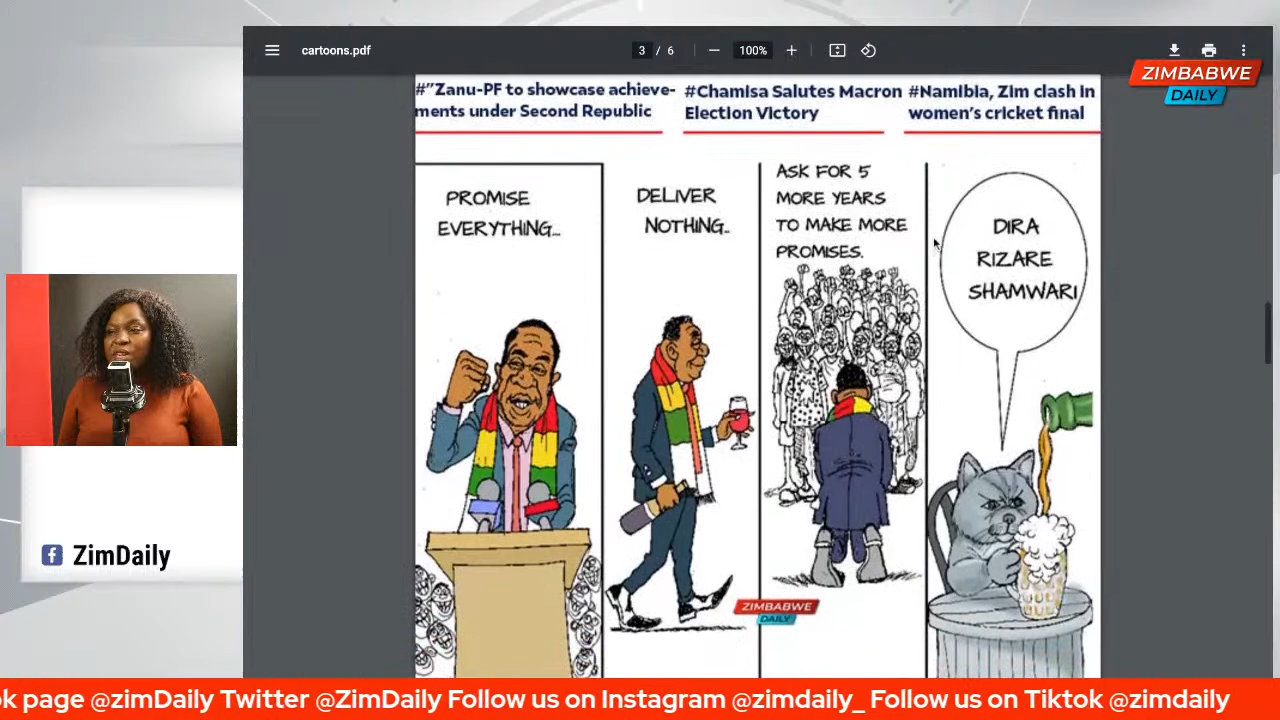 cartoons.pdf
3 / 6
100%
ZIMBABWE
DAILY
#"Zanu-PF to showcase achieve-
ments under Second Republic
#Chamisa Salutes Macron
Election Victory
#Namibia, Zim clash in
women's cricket final
PROMISE
EVERYTHING...
DELIVER
NOTHING..
ASK FOR 5
MORE YEARS
TO MAKE MORE
PROMISES.
DIRA
RIZARE
SHAMWARI
ZIMBABWE
DAILY
f ZimDaily
ok page @zimDaily Twitter @ZimDaily Follow us on Instagram @zimdaily_ Follow us on Tiktok @zimdaily